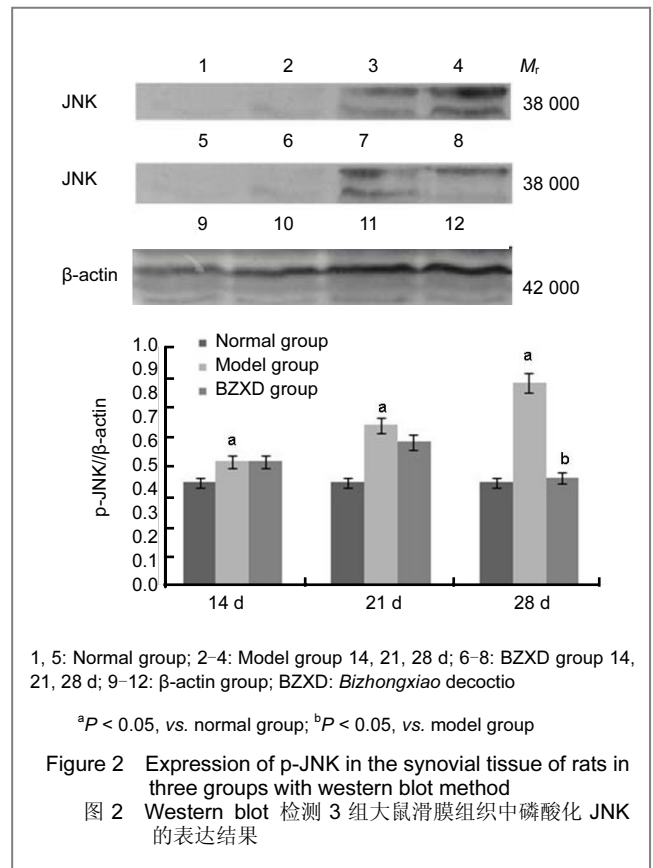 1 2 3 4 Mr
JNK 38 000
5 6 7 8
JNK 38 000
9 10 11 12
β-actin 42 000
1.0
0.9
0.8
0.7
0.6
0.5
0.4
0.3
0.2
0.1
0.0
p-JNK//β-actin
Normal group
Model group
BZXD group
a
a
a
b
14 d 21 d 28 d
1, 5: Normal group; 2-4: Model group 14, 21, 28 d; 6-8: BZXD group 14,
21, 28 d; 9-12: β-actin group; BZXD: Bizhongxiao decoctio
aP < 0.05, vs. normal group; bP < 0.05, vs. model group
Figure 2 Expression of p-JNK in the synovial tissue of rats in
three groups with western blot method
图 2 Western blot 检测 3 组大鼠滑膜组织中磷酸化 JNK
的表达结果